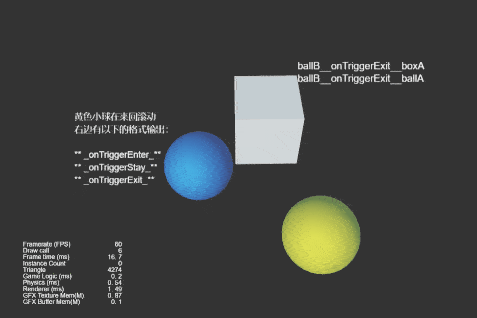 ballB__onTriggerExit__boxA
ballB__onTriggerExit__ballA
黄色小球在来回滚动
右边有以下的格式输出:
** _onTriggerEnter_**
** _onTriggerStay_**
** _onTriggerExit_**
Framerate (FPS) 60
Draw call 6
Frame time (ms) 16.7
Instance Count 0
Triangle 4274
Game Logic (ms) 0.2
Physics (ms) 0.54
Renderer (ms) 1.49
GFX Texture Mem(M) 0.87
GFX Buffer Mem(M) 0.1